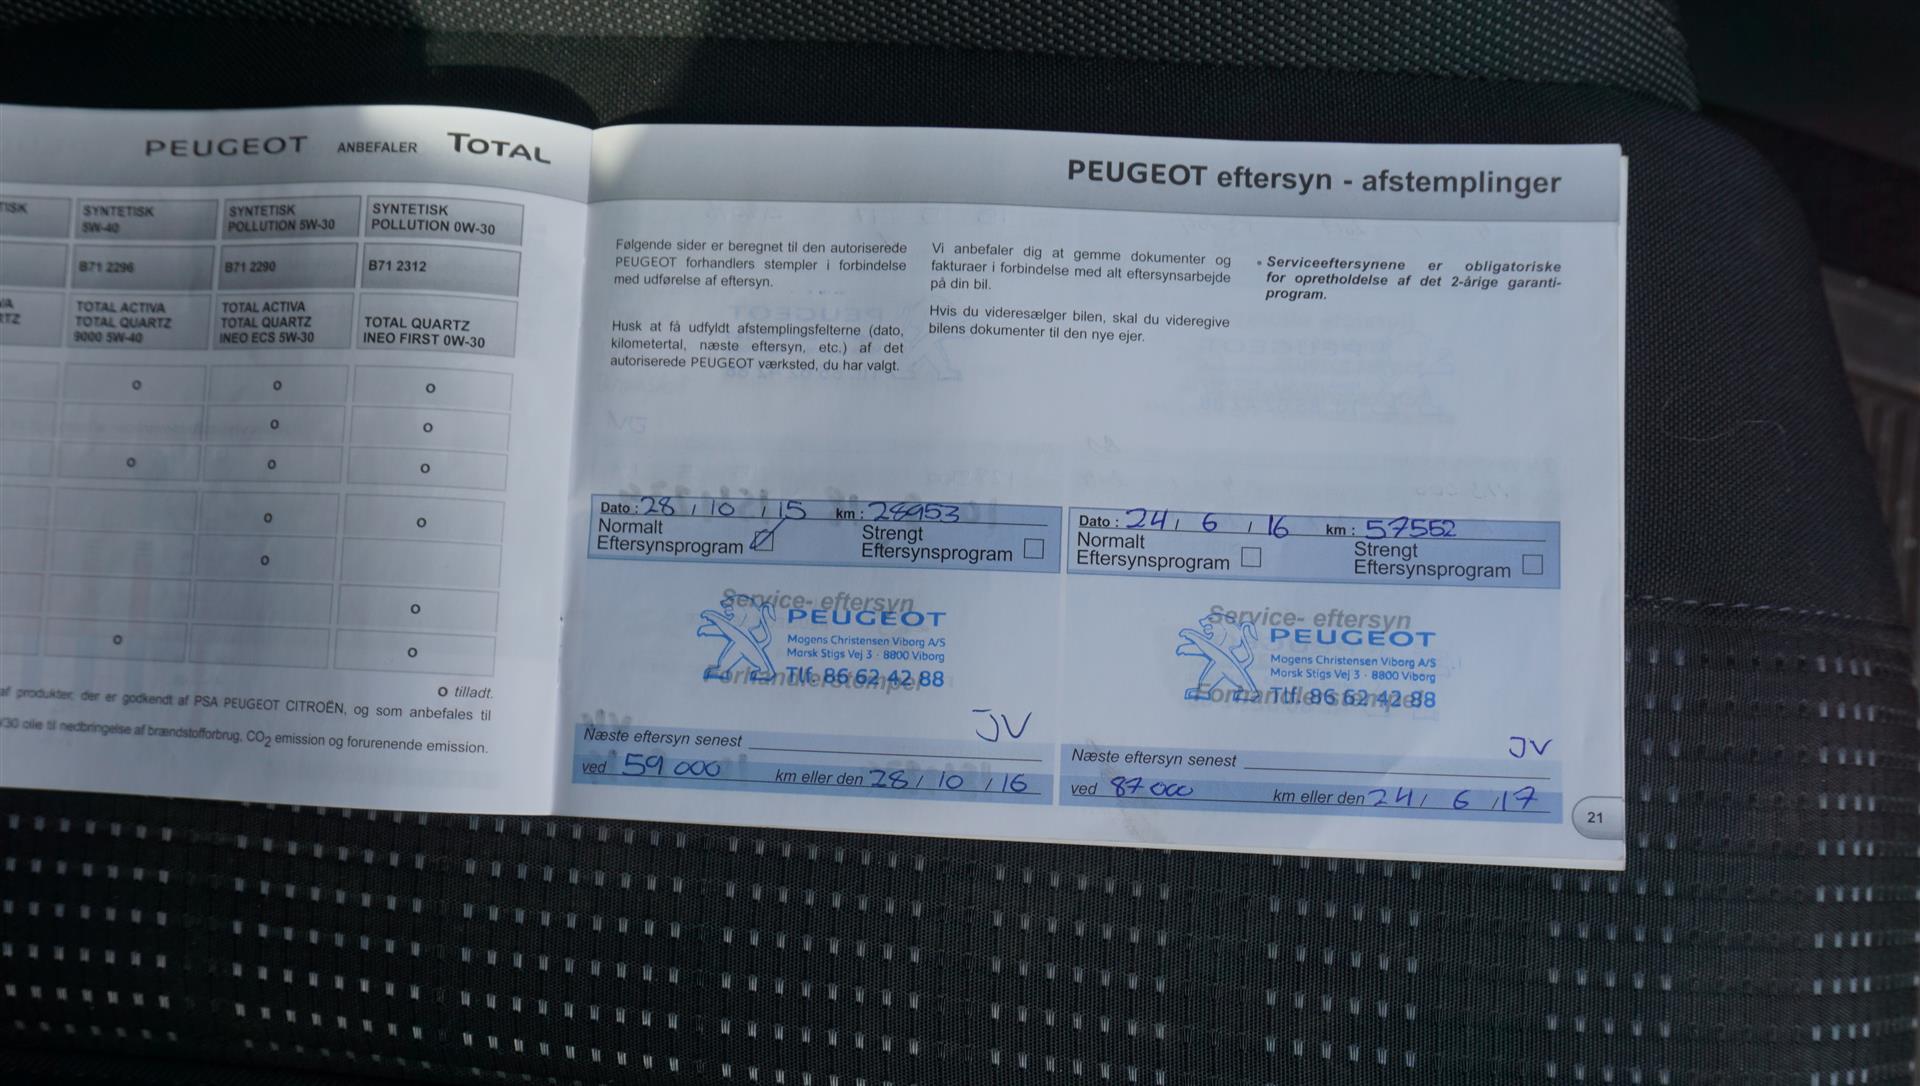 PEUGEOT ANBEFALER TOTAL
SYNTETISK
5W-40
SYNTETISK
POLLUTION 5W-30
SYNTETISK
POLLUTION 0W-30
B71 2296
B71 2290
B71 2312
TOTAL ACTIVA
TOTAL QUARTZ
9000 5W-40
TOTAL ACTIVA
TOTAL QUARTZ
INEO ECS 5W-30
TOTAL QUARTZ
INEO FIRST 0W-30
o o o
o o
o o o
o o
o
o
o o
o tilladt.
af produkter, der er godkendt af PSA PEUGEOT CITROËN, og som anbefales til
olie til nedbringelse af brændstofforbrug, CO2 emission og forurenende emission.
PEUGEOT eftersyn - afstemplinger
Følgende sider er beregnet til den autoriserede
PEUGEOT forhandlers stempler i forbindelse
med udførelse af eftersyn.
Husk at få udfyldt afstemplingsfelterne (dato,
kilometertal, næste eftersyn, etc.) af det
autoriserede PEUGEOT værksted, du har valgt.
Vi anbefaler dig at gemme dokumenter og
fakturaer i forbindelse med alt eftersynsarbejde
på din bil.
Hvis du videresælger bilen, skal du videregive
bilens dokumenter til den nye ejer.
• Serviceeftersynene er obligatoriske
for opretholdelse af det 2-årige garanti-
program.
Dato : 28 / 10 / 15 km : 28953
Normalt
Eftersynsprogram
Strengt
Eftersynsprogram
Service- eftersyn
PEUGEOT
Mogens Christensen Viborg A/S
Marsk Stigs Vej 3 · 8800 Viborg
Tlf. 86 62 42 88
Forhandlerstempel
JV
Næste eftersyn senest
ved 59 000 km eller den 28 / 10 / 16
Dato : 24 / 6 / 16 km : 57552
Normalt
Eftersynsprogram
Strengt
Eftersynsprogram
Service- eftersyn
PEUGEOT
Mogens Christensen Viborg A/S
Marsk Stigs Vej 3 · 8800 Viborg
Tlf. 86 62 42 88
Forhandlerstempel
JV
Næste eftersyn senest
ved 87 000 km eller den 24 / 6 / 17
21